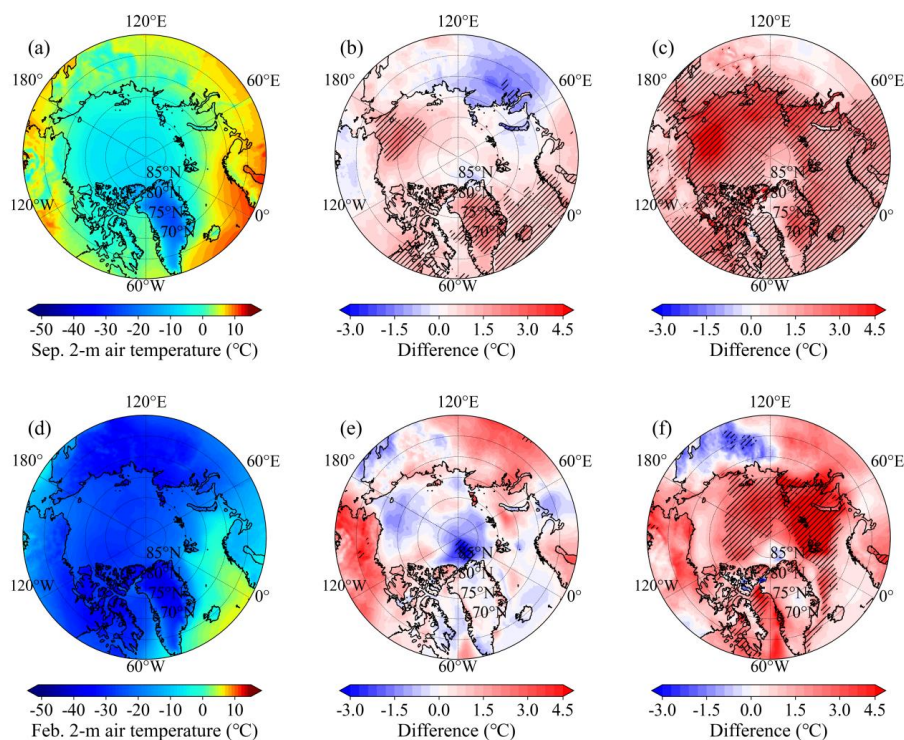 120°E 120°E 120°E
(a) (b) (c)
180° 60°E 180° 60°E 180° 60°E
85°N 85°N 85°N
80°N 80°N 80°N
120°W 75°N 0° 120°W 75°N 0° 120°W 75°N 0°
70°N 70°N 70°N
60°W 60°W 60°W
-50 -40 -30 -20 -10 0 10 -3.0 -1.5 0.0 1.5 3.0 4.5 -3.0 -1.5 0.0 1.5 3.0 4.5
Sep. 2-m air temperature (℃) Difference (℃) Difference (℃)
120°E 120°E 120°E
(d) (e) (f)
180° 60°E 180° 60°E 180° 60°E
85°N 85°N 85°N
80°N 80°N 80°N
120°W 75°N 0° 120°W 75°N 0° 120°W 75°N 0°
70°N 70°N 70°N
60°W 60°W 60°W
-50 -40 -30 -20 -10 0 10 -3.0 -1.5 0.0 1.5 3.0 4.5 -3.0 -1.5 0.0 1.5 3.0 4.5
Feb. 2-m air temperature (℃) Difference (℃) Difference (℃)